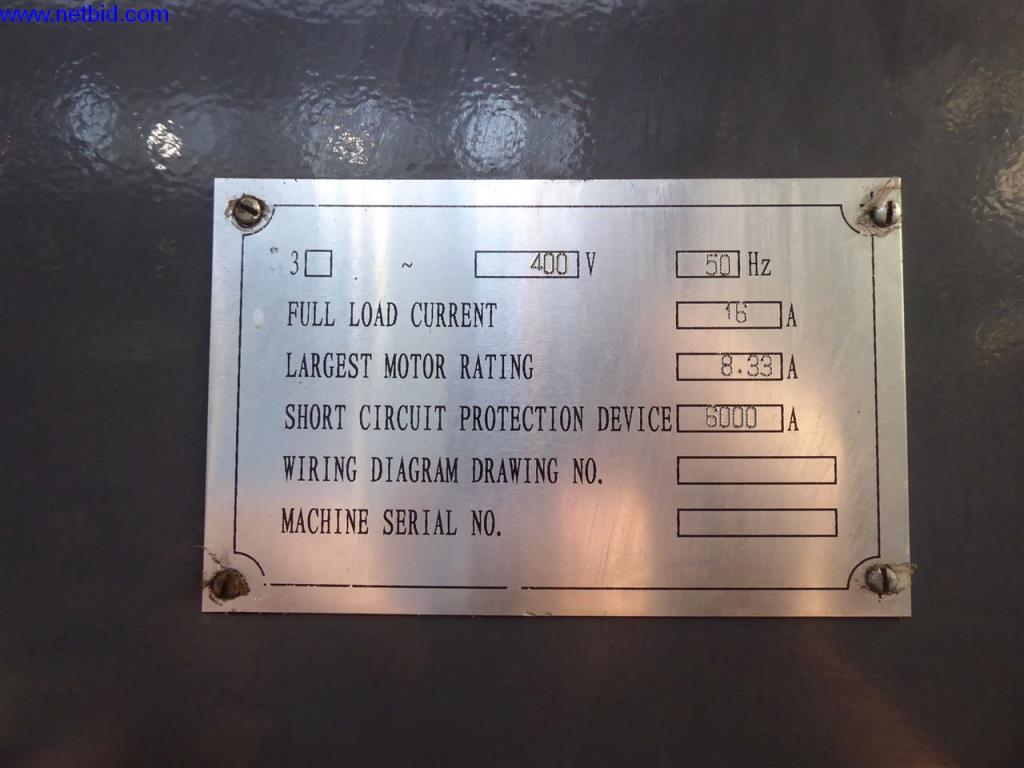 www.netbid.com
3□ ~ 400 V 50 Hz
FULL LOAD CURRENT 16 A
LARGEST MOTOR RATING 8.33 A
SHORT CIRCUIT PROTECTION DEVICE 6000 A
WIRING DIAGRAM DRAWING NO.
MACHINE SERIAL NO.